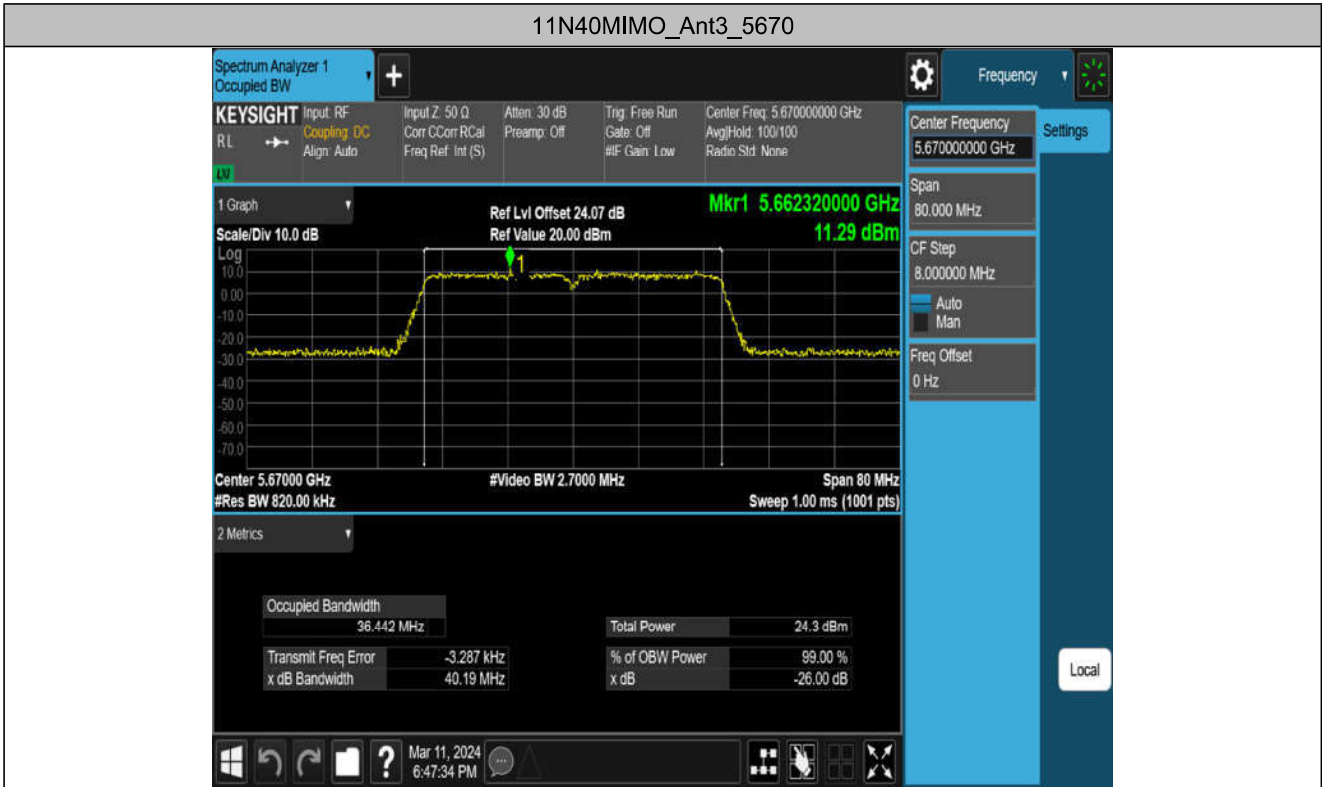 11N40MIMO_Ant3_5670
Spectrum Analyzer 1
Occupied BW
Frequency
KEYSIGHT
RL
LXI
Input: RF
Coupling: DC
Align: Auto
Input Z: 50 Ω
Corr CCorr RCal
Freq Ref: Int (S)
Atten: 30 dB
Preamp: Off
Trig: Free Run
Gate: Off
#IF Gain: Low
Center Freq: 5.670000000 GHz
Avg|Hold: 100/100
Radio Std: None
Center Frequency
5.670000000 GHz
Settings
Span
80.000 MHz
CF Step
8.000000 MHz
Auto
Man
Freq Offset
0 Hz
Local
1 Graph
Scale/Div 10.0 dB
Ref Lvl Offset 24.07 dB
Ref Value 20.00 dBm
Mkr1 5.662320000 GHz
11.29 dBm
Log
1
10.0
0.00
-10.0
-20.0
-30.0
-40.0
-50.0
-60.0
-70.0
Center 5.67000 GHz
#Video BW 2.7000 MHz
Span 80 MHz
#Res BW 820.00 kHz
Sweep 1.00 ms (1001 pts)
2 Metrics
Occupied Bandwidth
36.442 MHz
Total Power 24.3 dBm
Transmit Freq Error -3.287 kHz
% of OBW Power 99.00 %
x dB Bandwidth 40.19 MHz
x dB -26.00 dB
?
Mar 11, 2024
6:47:34 PM